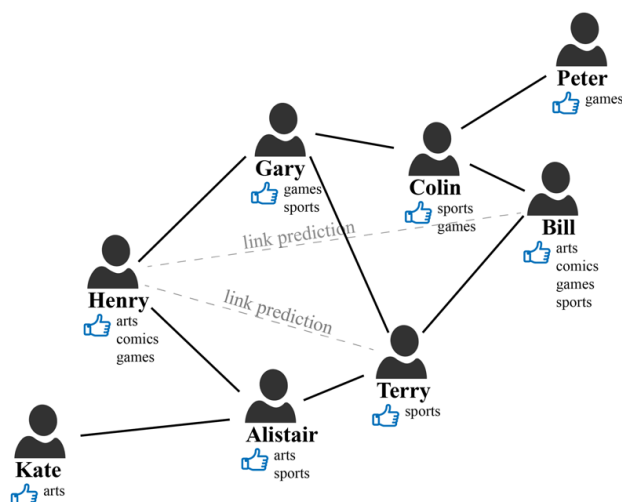 Peter
games
Gary
games
sports
Colin
sports
games
Bill
arts
comics
games
sports
link prediction
Henry
arts
comics
games
link prediction
Terry
sports
Alistair
arts
sports
Kate
arts